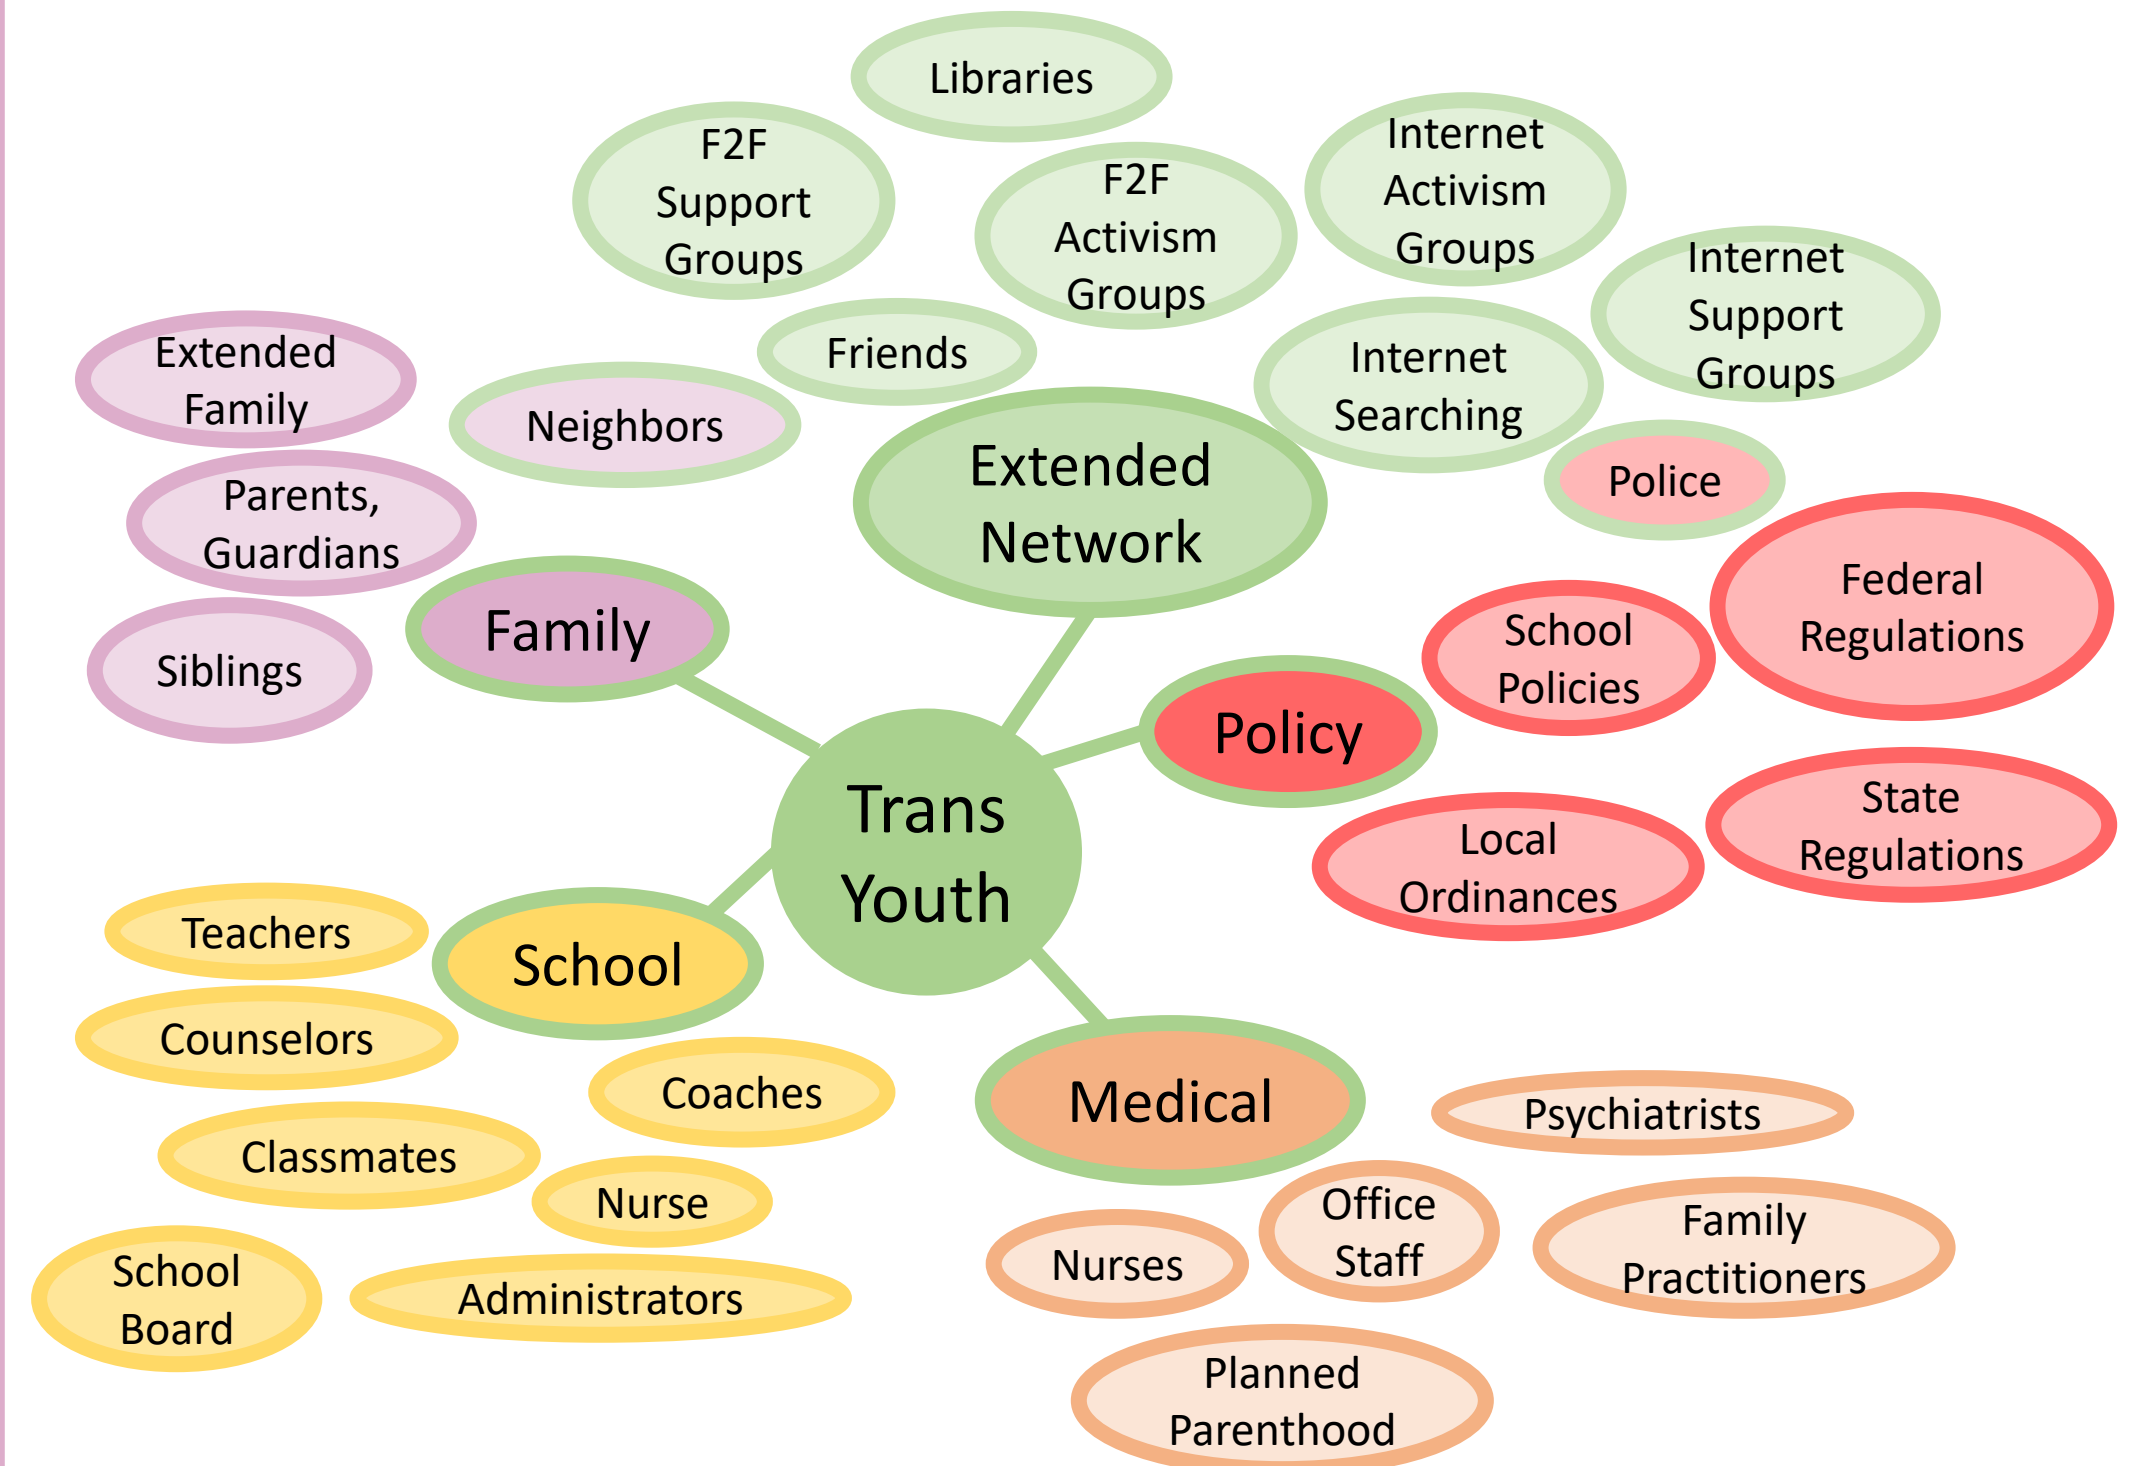 Libraries
F2F
Support
Groups
F2F
Activism
Groups
Internet
Activism
Groups
Internet
Support
Groups
Friends
Internet
Searching
Neighbors
Police
Extended
Network
Extended
Family
Parents,
Guardians
Siblings
Family
Policy
School
Policies
Federal
Regulations
State
Regulations
Local
Ordinances
Trans
Youth
School
Teachers
Counselors
Coaches
Classmates
Nurse
School
Board
Administrators
Medical
Psychiatrists
Office
Staff
Nurses
Family
Practitioners
Planned
Parenthood